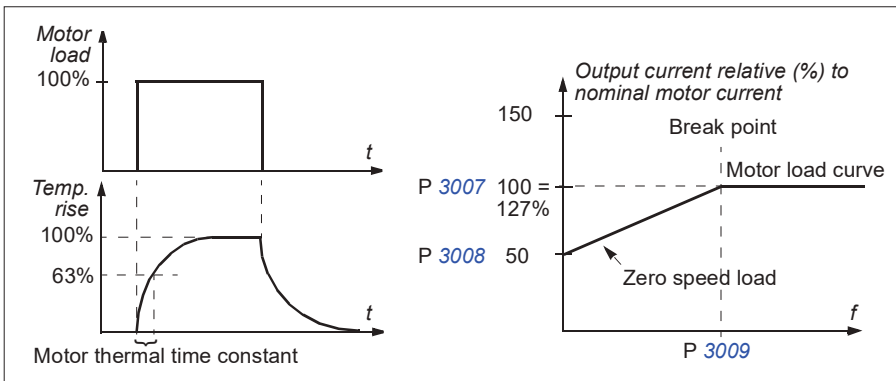 Motor
load
100%
t
Temp.
rise
100%
63%
t
Motor thermal time constant
Output current relative (%) to
nominal motor current
150
Break point
P 3007 100 =
127%
Motor load curve
P 3008 50
Zero speed load
f
P 3009